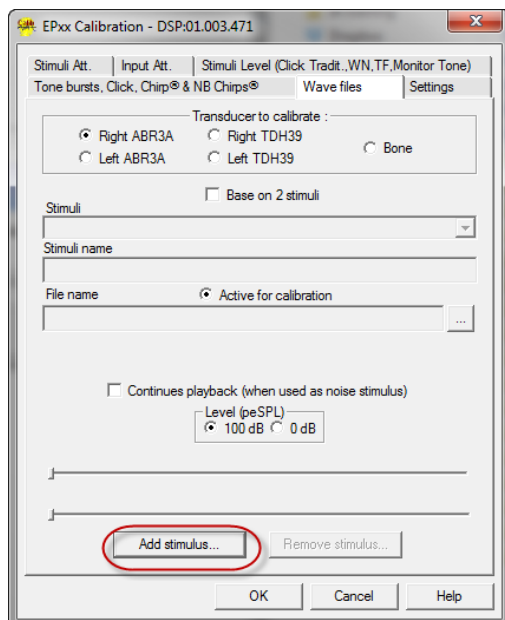 EPxx Calibration - DSP:01.003.471
Stimuli Att. Input Att. Stimuli Level (Click Tradit.,WN,TF,Monitor Tone)
Tone bursts, Click, Chirp® & NB Chirps® Wave files Settings
Transducer to calibrate :
Right ABR3A Right TDH39
Bone
Left ABR3A Left TDH39
Base on 2 stimuli
Stimuli
Stimuli name
File name Active for calibration
...
Continues playback (when used as noise stimulus)
Level (peSPL)
100 dB 0 dB
Add stimulus... Remove stimulus...
OK Cancel Help